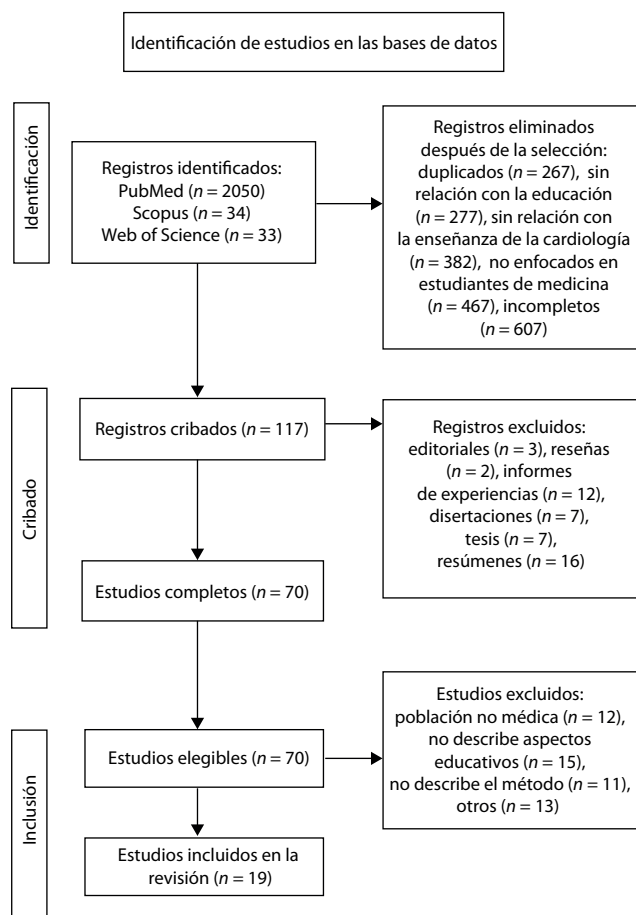 Identificación de estudios en las bases de datos
Identificación
Registros identificados:
PubMed (n = 2050)
Scopus (n = 34)
Web of Science (n = 33)
Registros eliminados
después de la selección:
duplicados (n = 267), sin
relación con la educación
(n = 277), sin relación con
la enseñanza de la cardiología
(n = 382), no enfocados en
estudiantes de medicina
(n = 467), incompletos
(n = 607)
Cribado
Registros cribados (n = 117)
Registros excluidos:
editoriales (n = 3), reseñas
(n = 2), informes
de experiencias (n = 12),
disertaciones (n = 7),
tesis (n = 7),
resúmenes (n = 16)
Estudios completos (n = 70)
Inclusión
Estudios elegibles (n = 70)
Estudios excluidos:
población no médica (n = 12),
no describe aspectos
educativos (n = 15),
no describe el método (n = 11),
otros (n = 13)
Estudios incluidos en la
revisión (n = 19)